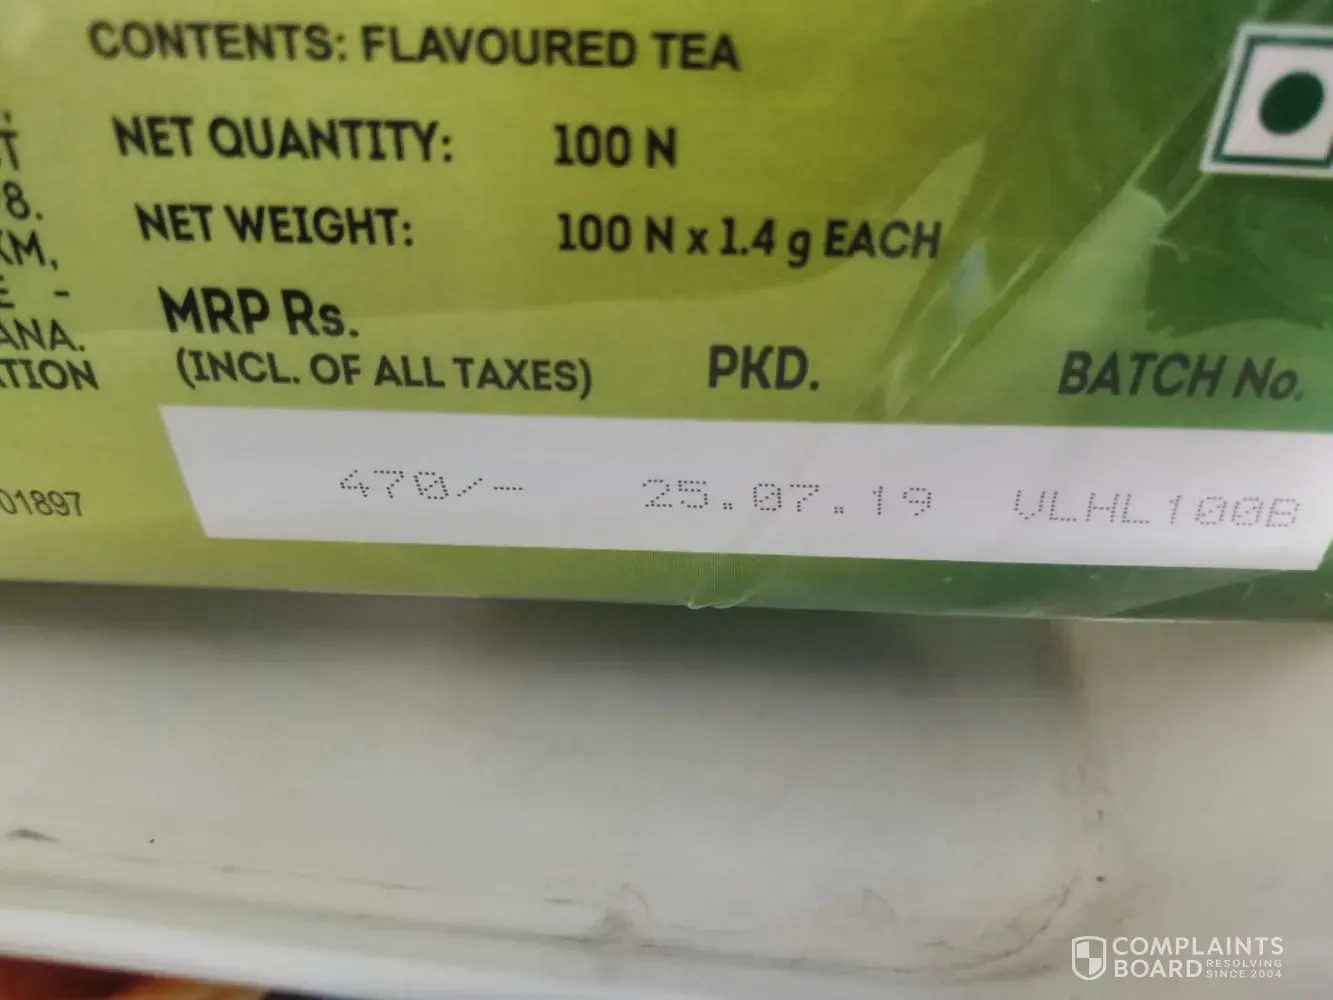 CONTENTS: FLAVOURED TEA
NET QUANTITY: 100 N
8.
NET WEIGHT: 100 N x 1.4 g EACH
MRP Rs.
(INCL. OF ALL TAXES) PKD. BATCH No.
470/- 25.07.19 VLHL100B
01897
COMPLAINTS
BOARD RESOLVING
SINCE 2004